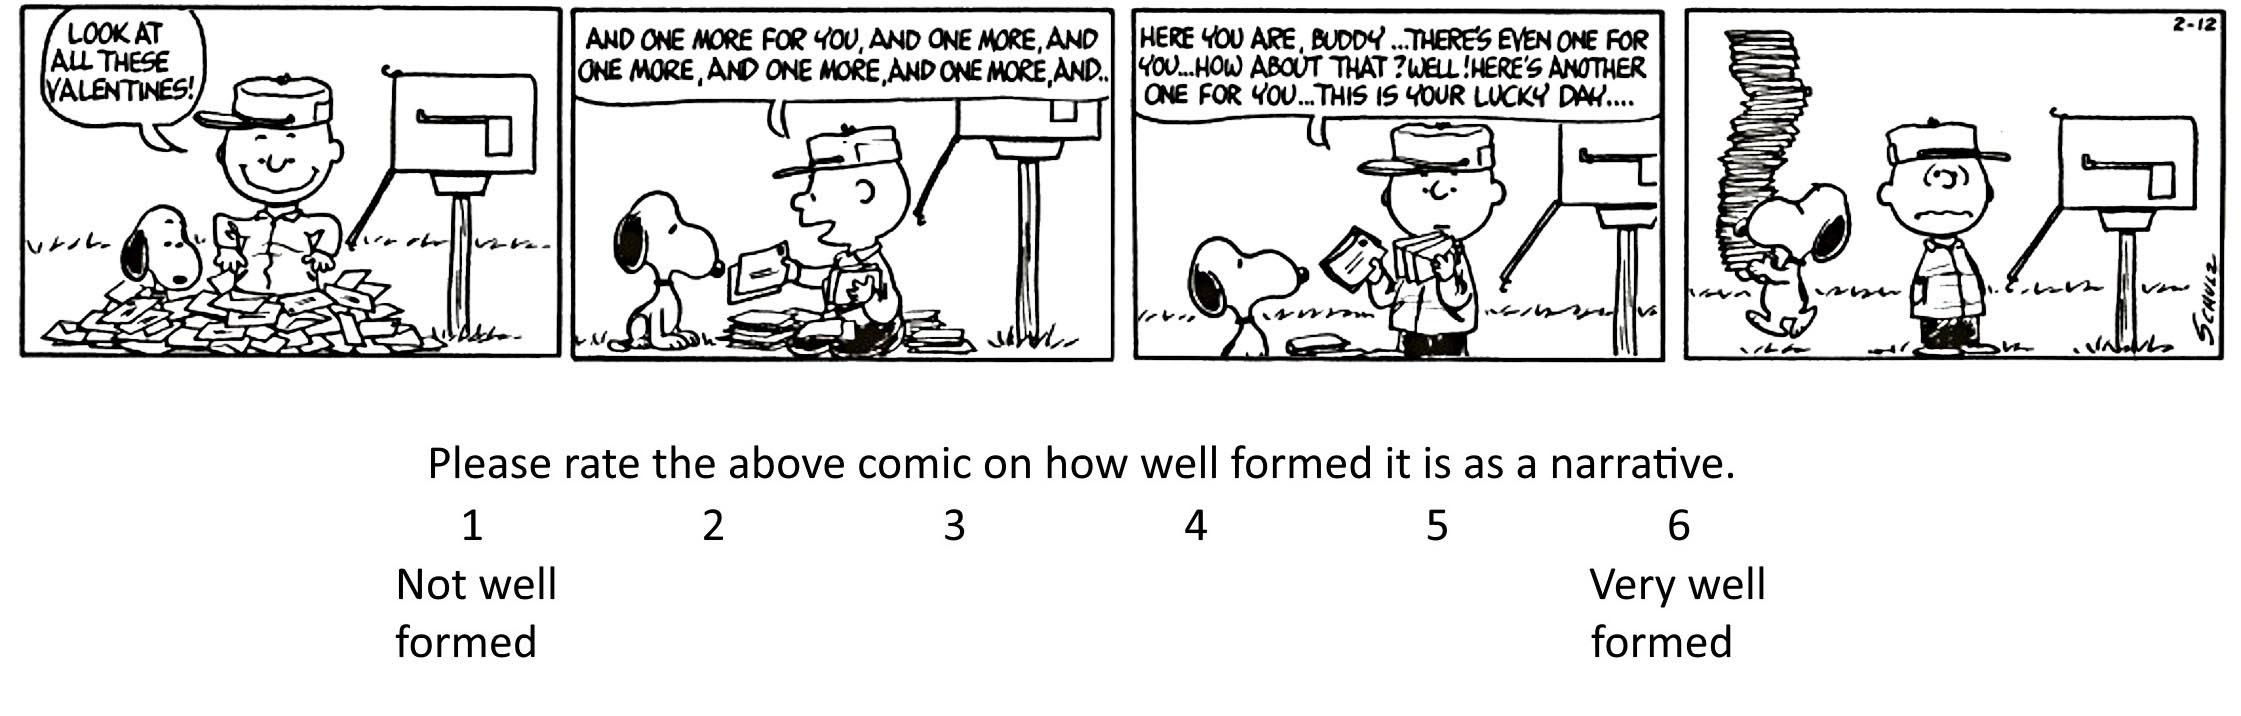 LOOK AT
ALL THESE
VALENTINES!
AND ONE MORE FOR YOU, AND ONE MORE, AND
ONE MORE, AND ONE MORE, AND ONE MORE, AND..
HERE YOU ARE, BUDDY...THERE'S EVEN ONE FOR
YOU...HOW ABOUT THAT? WELL! HERE'S ANOTHER
ONE FOR YOU...THIS IS YOUR LUCKY DAY....
2-12
SCHULZ
Please rate the above comic on how well formed it is as a narrative.
1 2 3 4 5 6
Not well
formed
Very well
formed